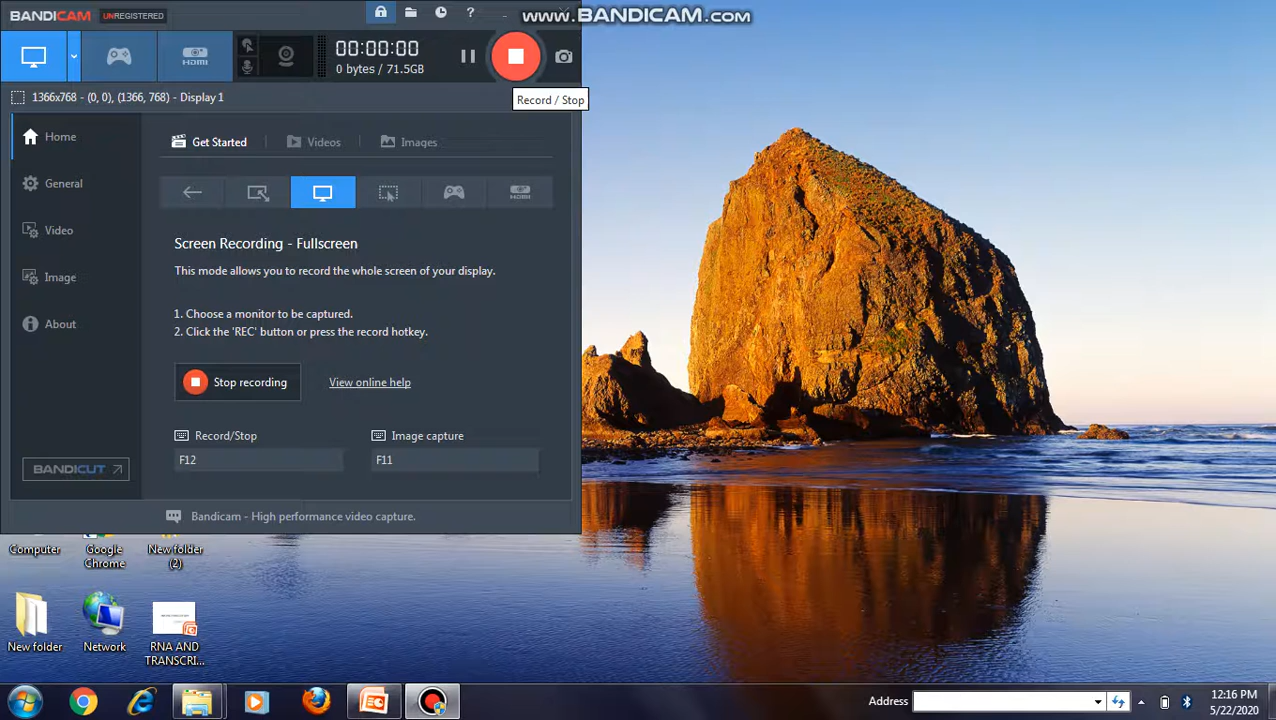 BANDICAM UNREGISTERED
www.BANDICAM.com
HDMI
00:00:00
0 bytes / 71.5GB
Record / Stop
1366x768 - (0, 0), (1366, 768) - Display 1
Home
General
Video
Image
About
BANDICUT
Get Started
Videos
Images
HDMI
Screen Recording - Fullscreen
This mode allows you to record the whole screen of your display.
1. Choose a monitor to be captured.
2. Click the 'REC' button or press the record hotkey.
Stop recording
View online help
Record/Stop
Image capture
F12
F11
Bandicam - High performance video capture.
Computer
Google
Chrome
New folder
(2)
New folder
Network
RNA AND
TRANSCRI...
Address
12:16 PM
5/22/2020